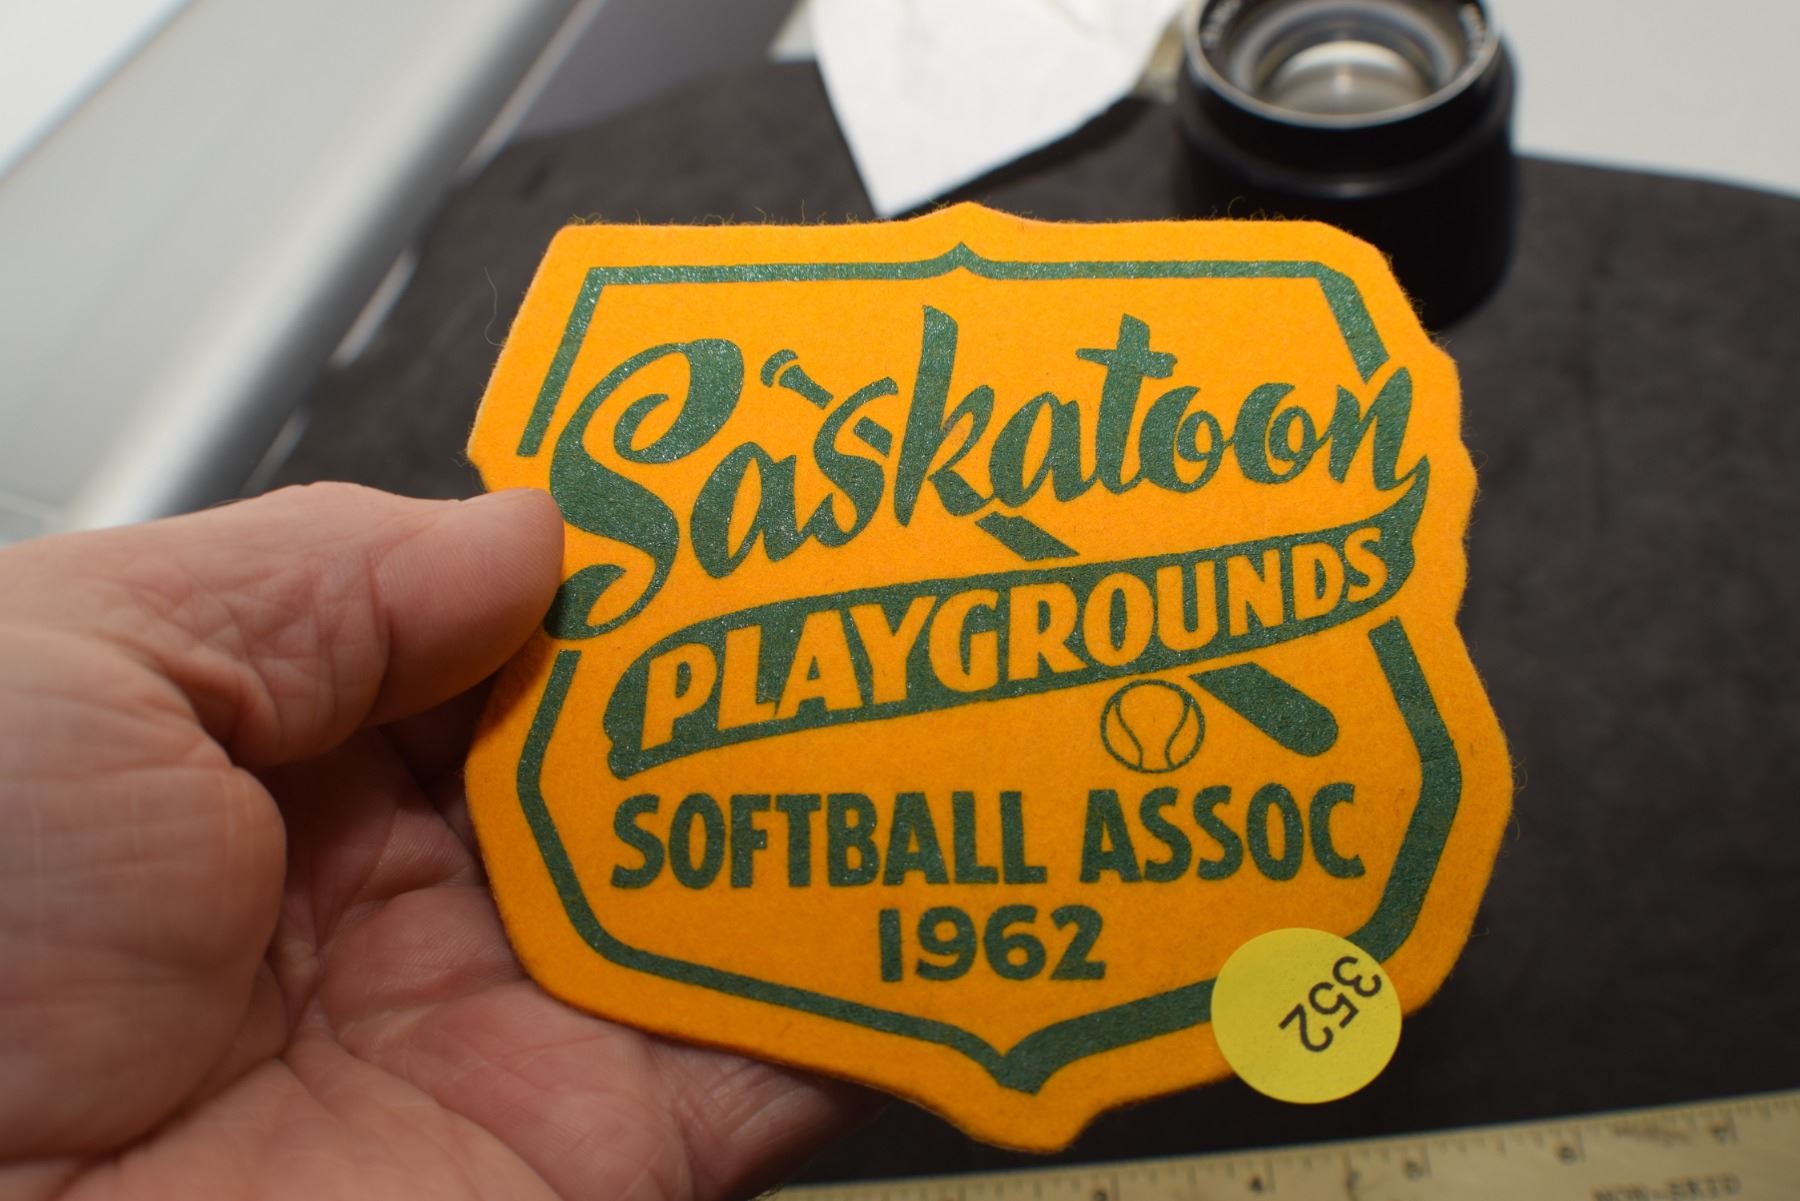 Saskatoon
PLAYGROUNDS
SOFTBALL ASSOC
1962
352